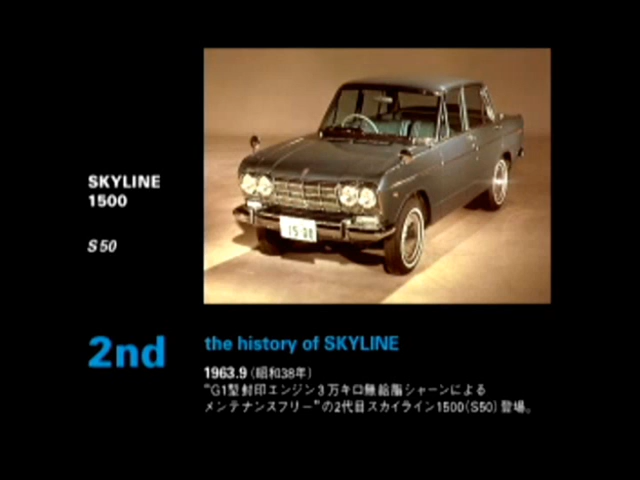 SKYLINE
1500
S50
2nd
the history of SKYLINE
1963.9（昭和38年）
"G1型封印エンジン3万キロ無給脂シャーンによる
メンテナンスフリー"の2代目スカイライン1500（S50）登場。